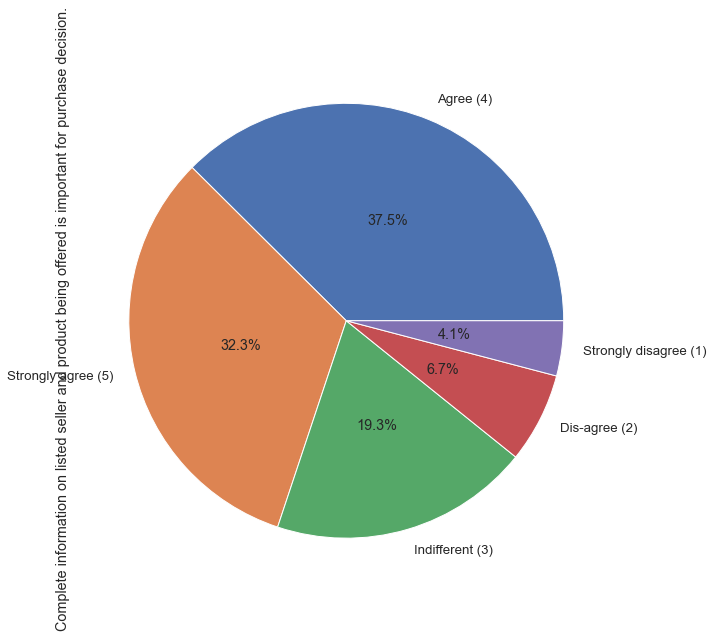 Complete information on listed seller and product being offered is important for purchase decision.
Agree (4)
37.5%
Strongly agree (5)
32.3%
Indifferent (3)
19.3%
Dis-agree (2)
6.7%
Strongly disagree (1)
4.1%